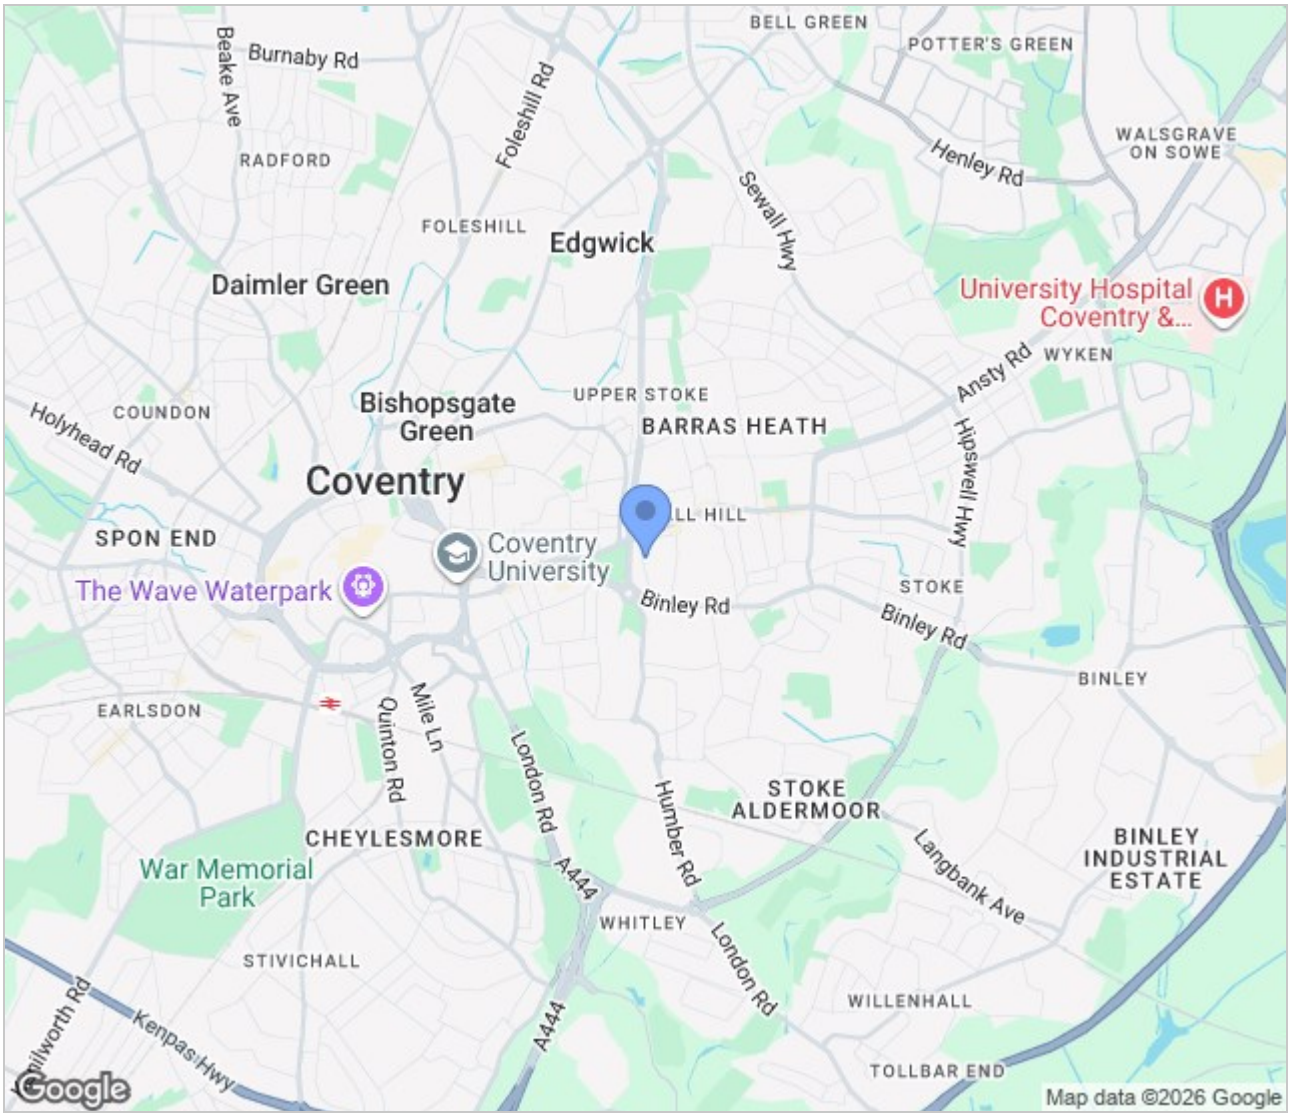 BELL GREEN
POTTER'S GREEN
Beake Ave
Burnaby Rd
Foleshill Rd
WALSGRAVE
ON SOWE
Henley Rd
RADFORD
Sewall Hwy
FOLESHILL
Edgwick
Daimler Green
University Hospital
Coventry &...
H
WYKEN
Ansty Rd
UPPER STOKE
Bishopsgate
Green
COUNDON
Holyhead Rd
BARRAS HEATH
Hipswell Hwy
Coventry
LL HILL
SPON END
Coventry
University
The Wave Waterpark
STOKE
Binley Rd
Binley Rd
BINLEY
EARLSDON
Mile Ln
Quinton Rd
London Rd
Humber Rd
STOKE
ALDERMOOR
CHEYLESMORE
BINLEY
INDUSTRIAL
ESTATE
Langbank Ave
War Memorial
Park
A444
WHITLEY
London Rd
STIVICHALL
WILLENHALL
A444
Kenpas Hwy
nilworth Rd
TOLLBAR END
Google
Map data ©2026 Google